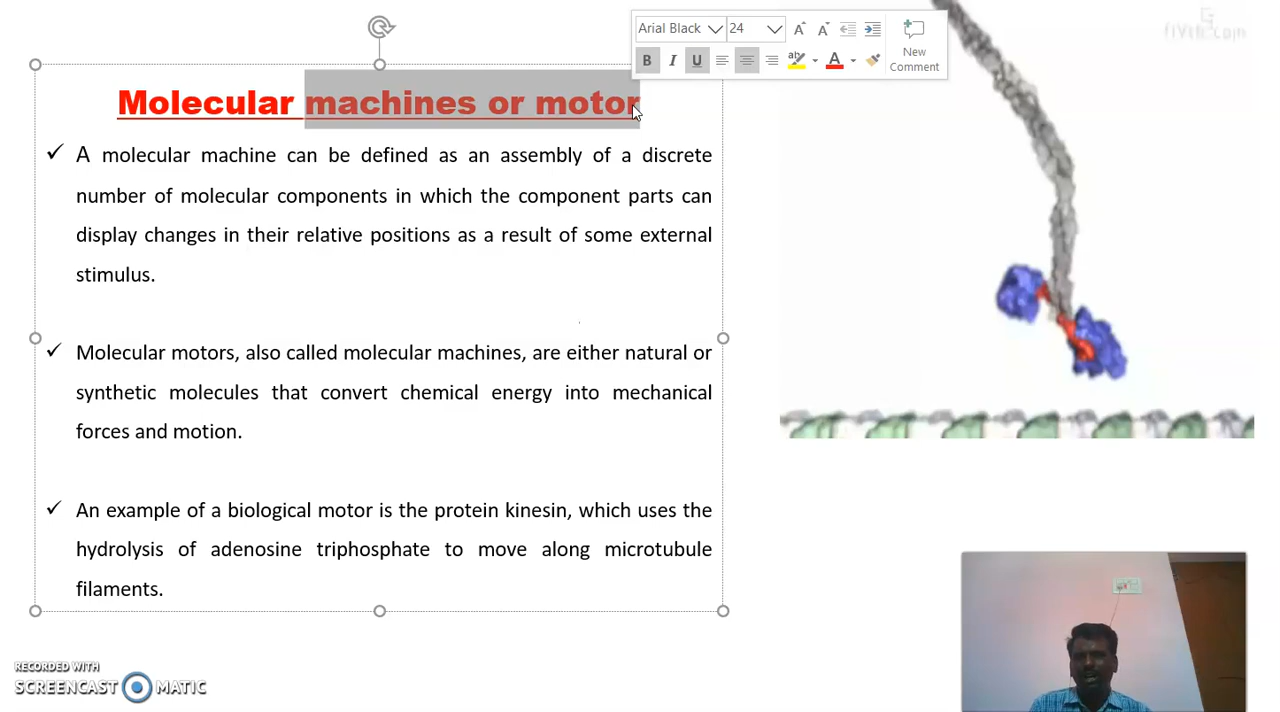 Arial Black 24
New
Comment
B I U
Molecular machines or motor
A molecular machine can be defined as an assembly of a discrete
number of molecular components in which the component parts can
display changes in their relative positions as a result of some external
stimulus.
Molecular motors, also called molecular machines, are either natural or
synthetic molecules that convert chemical energy into mechanical
forces and motion.
An example of a biological motor is the protein kinesin, which uses the
hydrolysis of adenosine triphosphate to move along microtubule
filaments.
RECORDED WITH
SCREENCAST MATIC